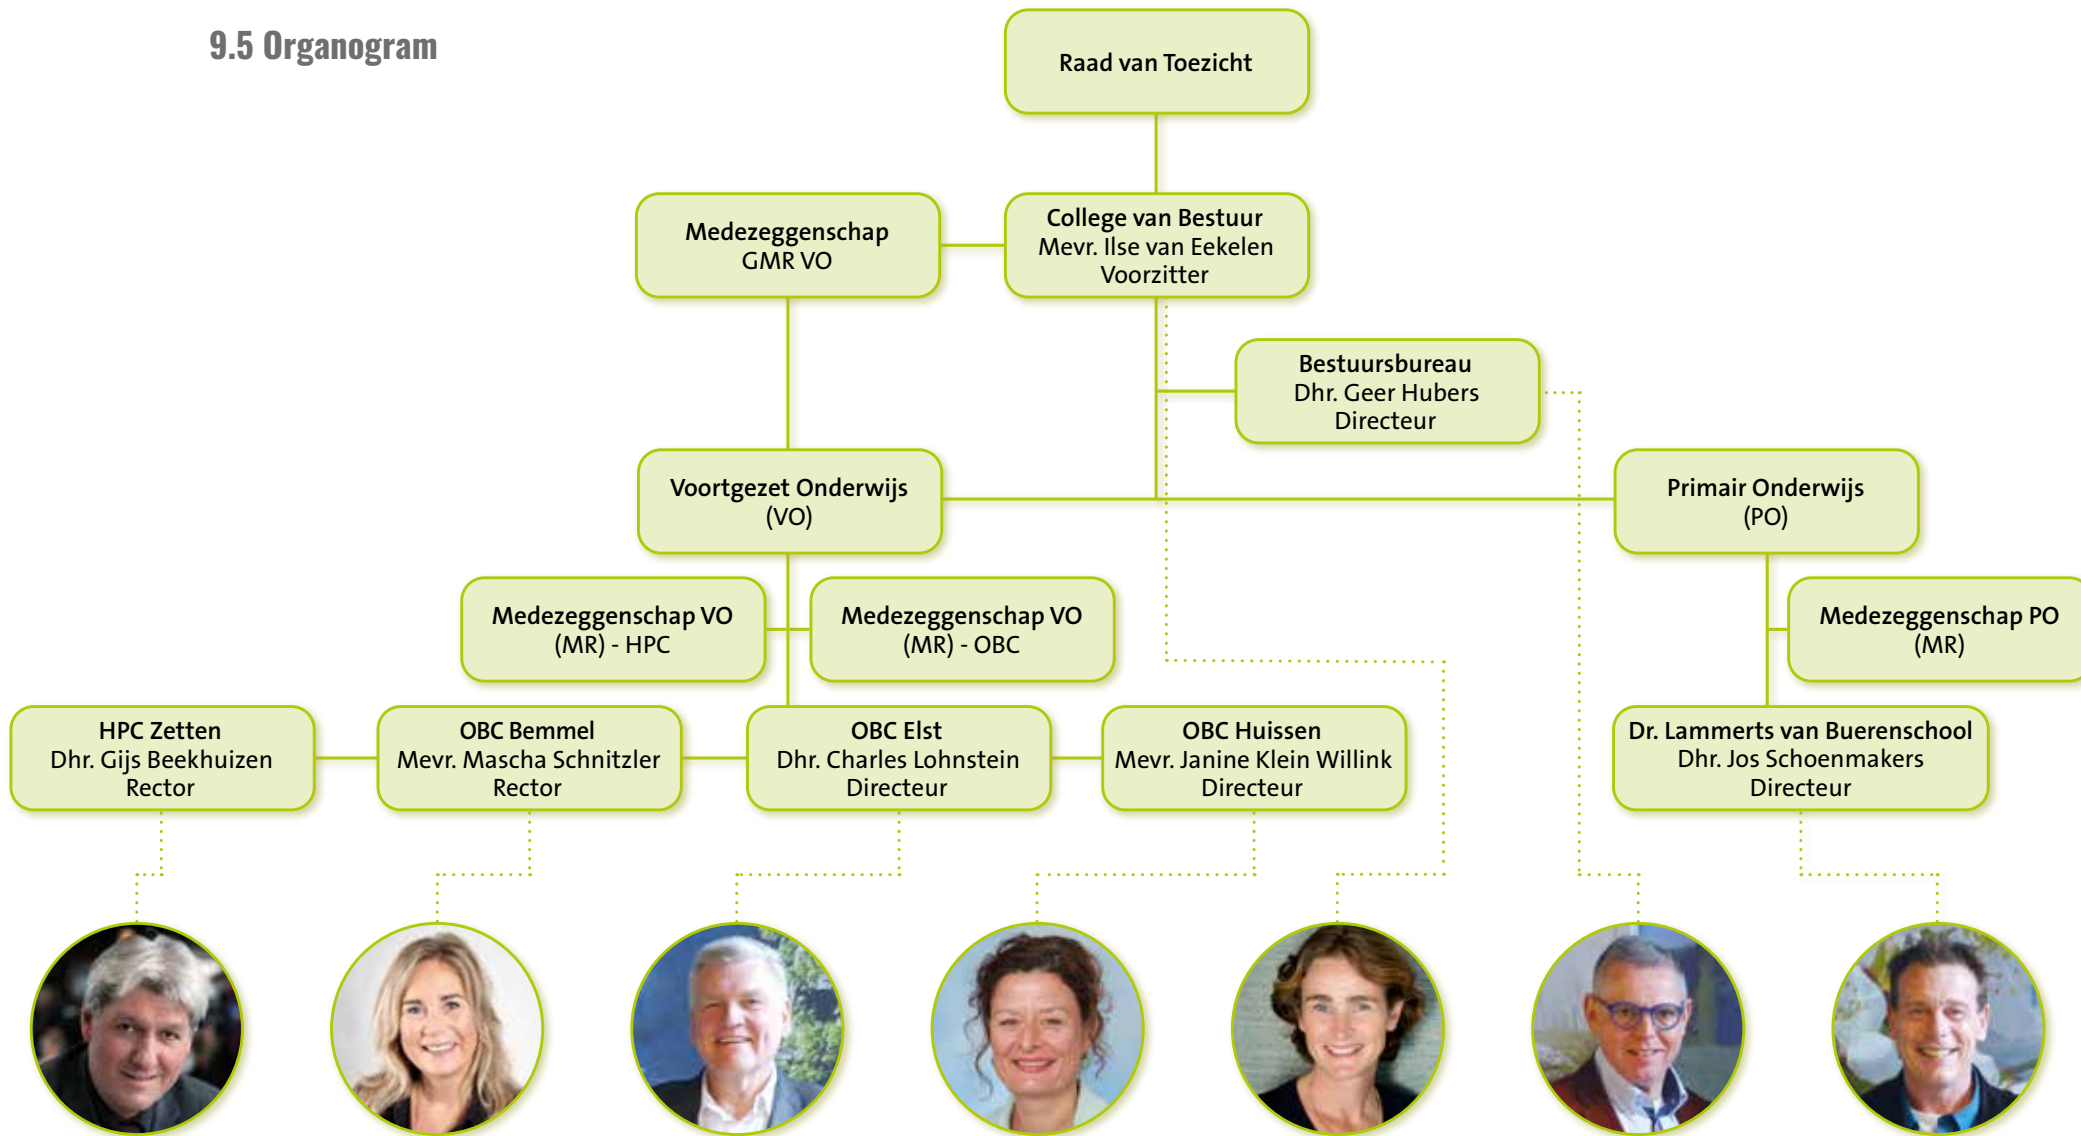 9.5 Organogram
Raad van Toezicht
Medezeggenschap
GMR VO
College van Bestuur
Mevr. Ilse van Eekelen
Voorzitter
Bestuursbureau
Dhr. Geer Hubers
Directeur
Voortgezet Onderwijs
(VO)
Primair Onderwijs
(PO)
Medezeggenschap VO
(MR) - HPC
Medezeggenschap VO
(MR) - OBC
Medezeggenschap PO
(MR)
HPC Zetten
Dhr. Gijs Beekhuizen
Rector
OBC Bemmel
Mevr. Mascha Schnitzler
Rector
OBC Elst
Dhr. Charles Lohnstein
Directeur
OBC Huissen
Mevr. Janine Klein Willink
Directeur
Dr. Lammerts van Buerenschool
Dhr. Jos Schoenmakers
Directeur